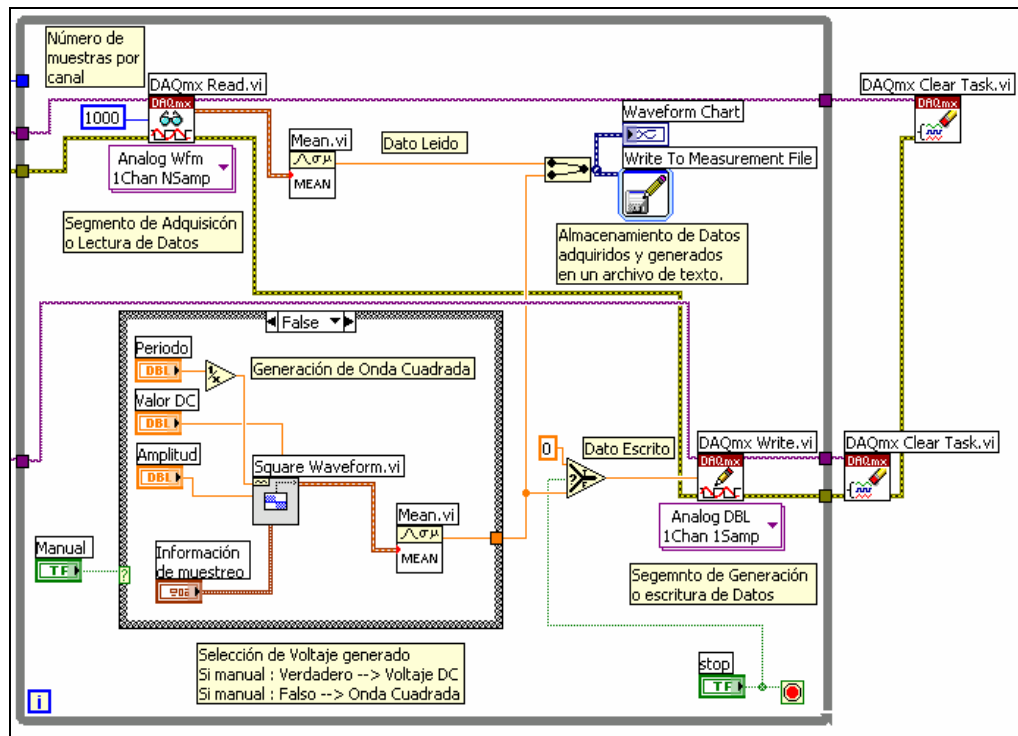 Número de
muestras por
canal
DAQmx Read.vi
DAQmx Clear Task.vi
DAQmx
DAQmx
1000
Waveform Chart
Mean.vi
Dato Leido
MEAN
Write To Measurement File
Analog Wfm
1Chan NSamp
Segmento de Adquisicón
o Lectura de Datos
Almacenamiento de Datos
adquiridos y generados
en un archivo de texto.
False
Periodo
DBL
1/x
Generación de Onda Cuadrada
Valor DC
DBL
Amplitud
DBL
Square Waveform.vi
0
Dato Escrito
DAQmx Write.vi
DAQmx Clear Task.vi
DAQmx
DAQmx
?
T
F
Mean.vi
MEAN
Analog DBL
1Chan 1Samp
Manual
TF
?
Información
de muestreo
Segemnto de Generación
o escritura de Datos
Selección de Voltaje generado
Si manual : Verdadero --> Voltaje DC
Si manual : Falso --> Onda Cuadrada
stop
TF
i